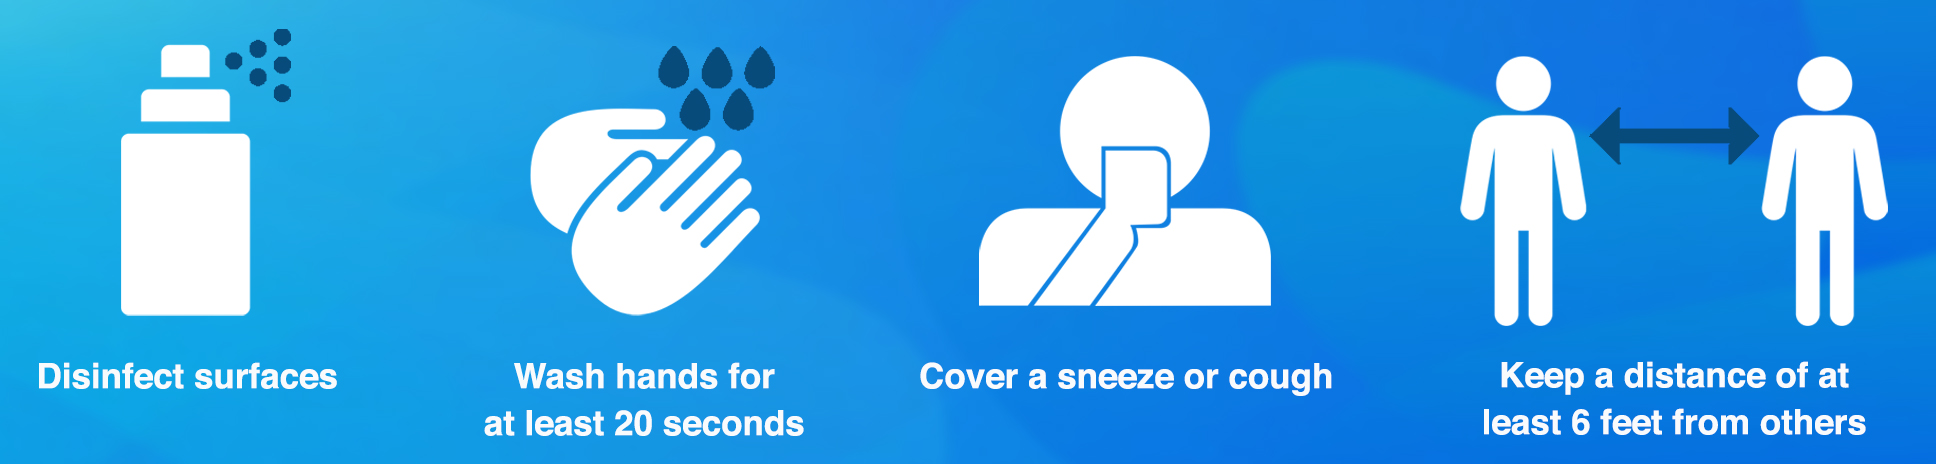 Disinfect surfaces
Wash hands for
at least 20 seconds
Cover a sneeze or cough
Keep a distance of at
least 6 feet from others